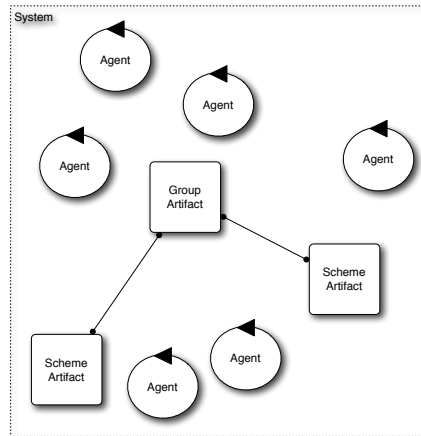 System
Agent
Agent
Agent
Agent
Group
Artifact
Scheme
Artifact
Scheme
Artifact
Agent
Agent